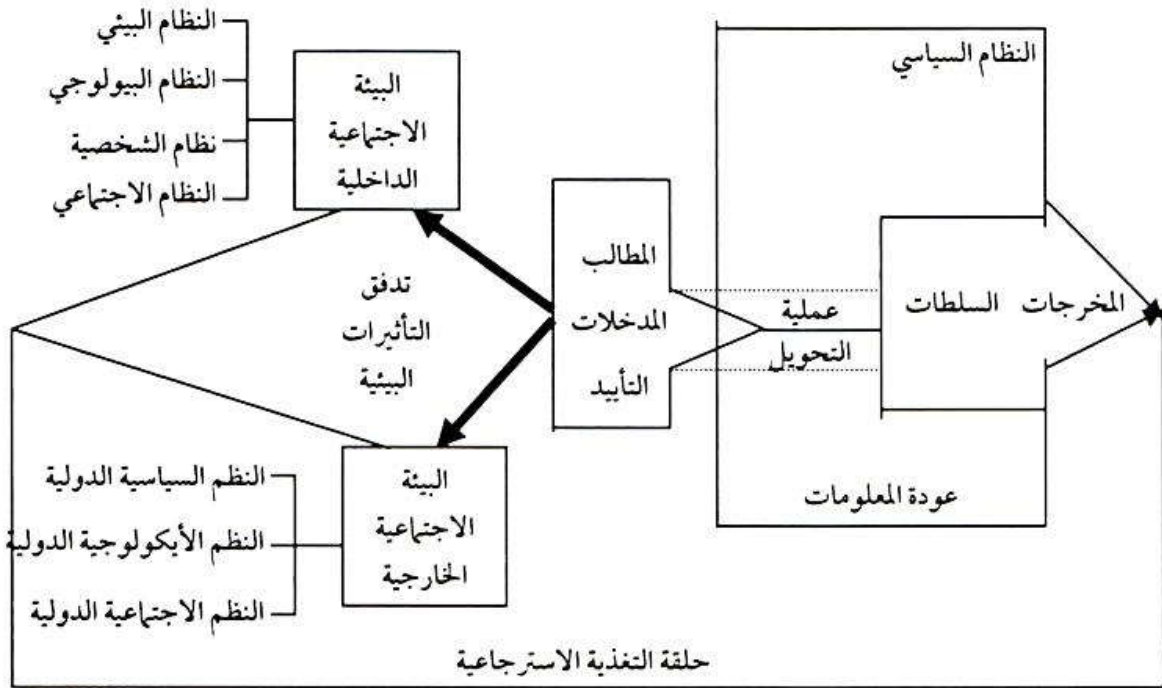 النظام السياسي
المطالب
المدخلات
التأييد
عملية
التحويل
السلطات
المخرجات
عودة المعلومات
تدفق
التأثيرات
البيئية
البيئة
الاجتماعية
الداخلية
النظام البيئي
النظام البيولوجي
نظام الشخصية
النظام الاجتماعي
البيئة
الاجتماعية
الخارجية
النظم السياسية الدولية
النظم الأيكولوجية الدولية
النظم الاجتماعية الدولية
حلقة التغذية الاسترجاعية